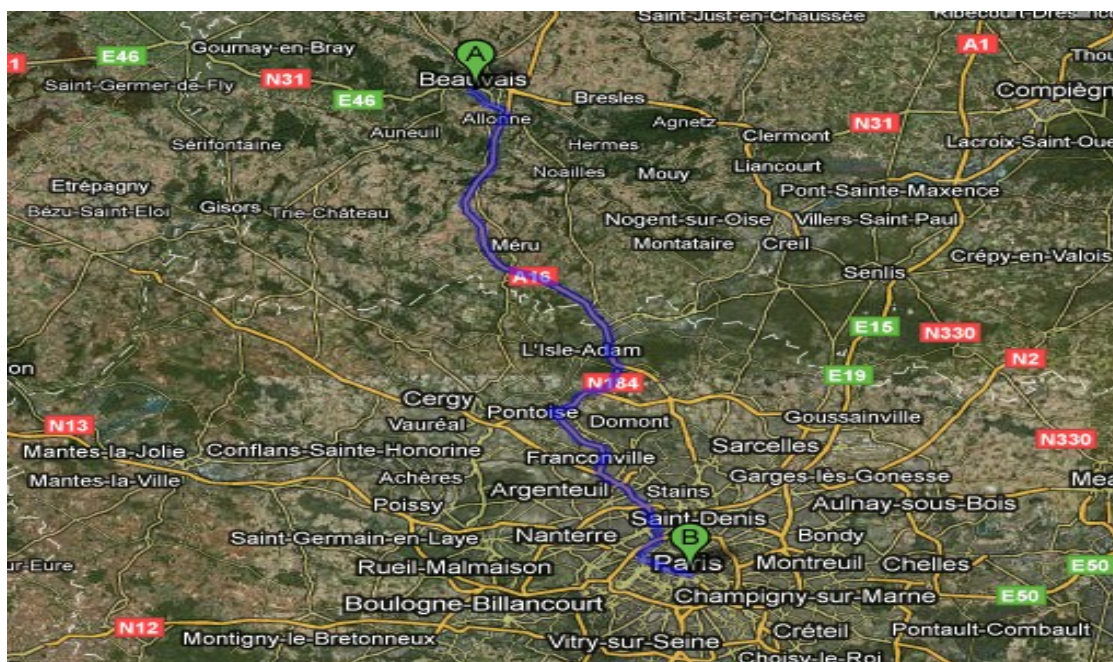 Saint-Just-en-Chaussée
E46
Gournay-en-Bray
A
A1
Saint-Germer-de-Fly
N31
Beauvais
E46
Bresles
Compiègn
Allonne
Agnetz
N31
Auneuil
Clermont
Sérifontaine
Hermes
Lacroix-Saint-Oue
Noailles
Mouy
Liancourt
Etrépagny
Pont-Sainte-Maxence
Bézu-Saint-Eloi
Gisors
Trie-Château
Nogent-sur-Oise
Villers-Saint-Paul
Méru
Montataire
Creil
Crépy-en-Valois
A16
Senlis
E15
N330
L'Isle-Adam
N2
E19
N184
Cergy
Pontoise
Goussainville
N13
Vauréal
Domont
Sarcelles
N330
Mantes-la-Jolie
Conflans-Sainte-Honorine
Franconville
Mantes-la-Ville
Achères
Garges-lès-Gonesse
Mea
Argenteuil
Stains
Poissy
Aulnay-sous-Bois
Saint-Denis
Saint-Germain-en-Laye
Nanterre
B
Bondy
ur-Eure
Rueil-Malmaison
Paris
Montreuil
Chelles
E50
Boulogne-Billancourt
Champigny-sur-Marne
E50
N12
Montigny-le-Bretonneux
Vitry-sur-Seine
Créteil
Pontault-Combault
Choisy-le-Roi